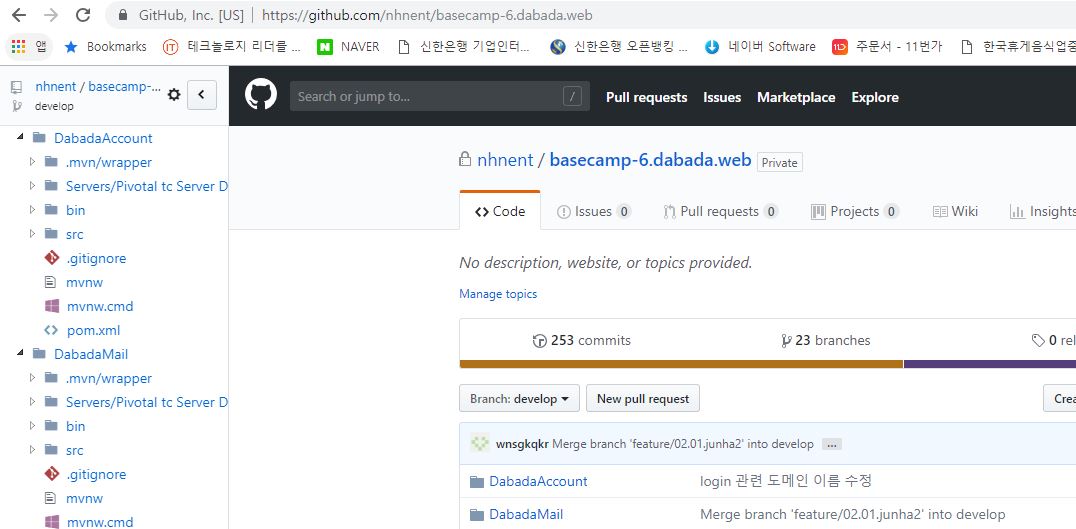 GitHub, Inc. [US] | https://github.com/nhnent/basecamp-6.dabada.web
앱 Bookmarks 테크놀로지 리더를 ... NAVER 신한은행 기업인터... 신한은행 오픈뱅킹 ... 네이버 Software 11D 주문서 - 11번가 한국휴게음식업중
nhnent / basecamp-...
develop
Search or jump to... / Pull requests Issues Marketplace Explore
DabadaAccount
.mvn/wrapper
Servers/Pivotal tc Server D
bin
src
.gitignore
mvnw
mvnw.cmd
pom.xml
DabadaMail
.mvn/wrapper
Servers/Pivotal tc Server D
bin
src
.gitignore
mvnw
mvnw.cmd
nhnent / basecamp-6.dabada.web Private
Code Issues 0 Pull requests 0 Projects 0 Wiki Insights
No description, website, or topics provided.
Manage topics
253 commits 23 branches 0 rel
Branch: develop New pull request Crea
wnsgkqkr Merge branch 'feature/02.01.junha2' into develop ...
DabadaAccount login 관련 도메인 이름 수정
DabadaMail Merge branch 'feature/02.01.junha2' into develop